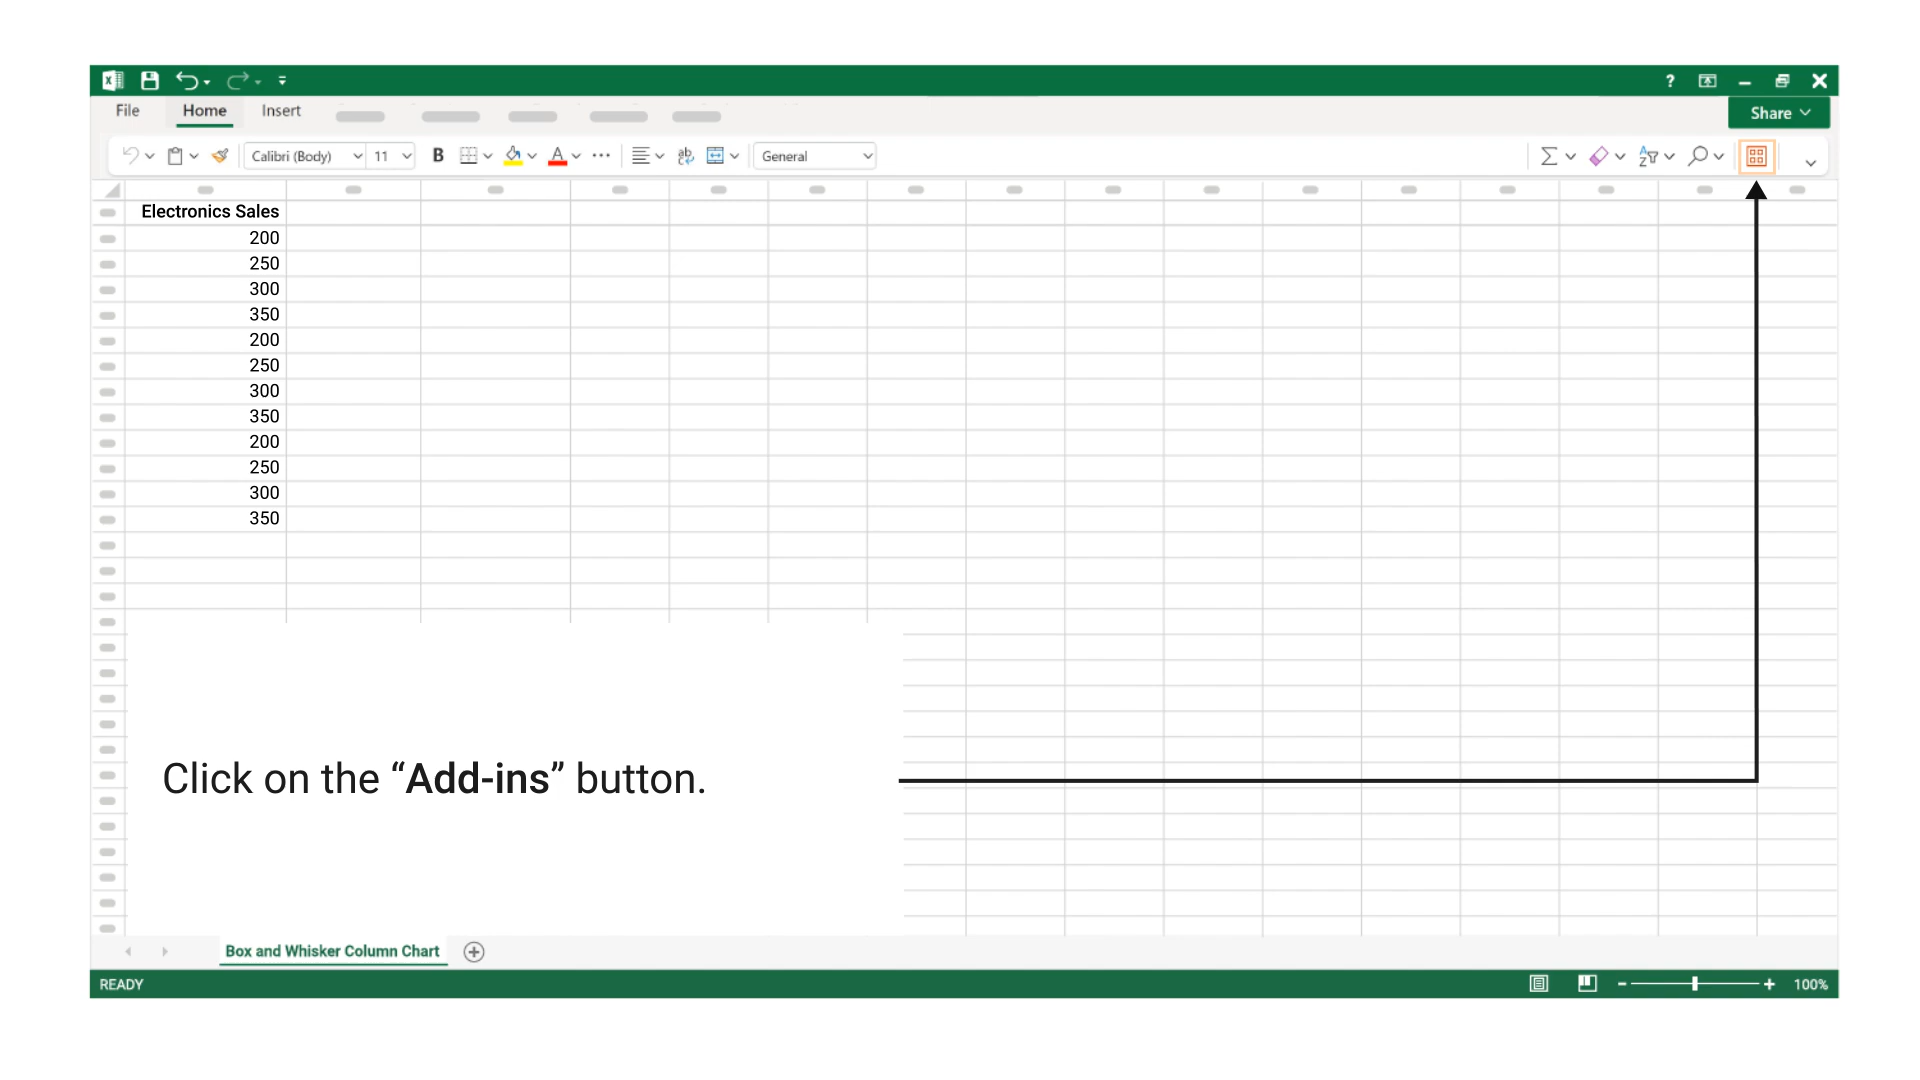 File Home Insert Share
Calibri (Body) 11 B A ... ab General
Electronics Sales
200
250
300
350
200
250
300
350
200
250
300
350
Click on the “Add-ins” button.
Box and Whisker Column Chart
READY 100%